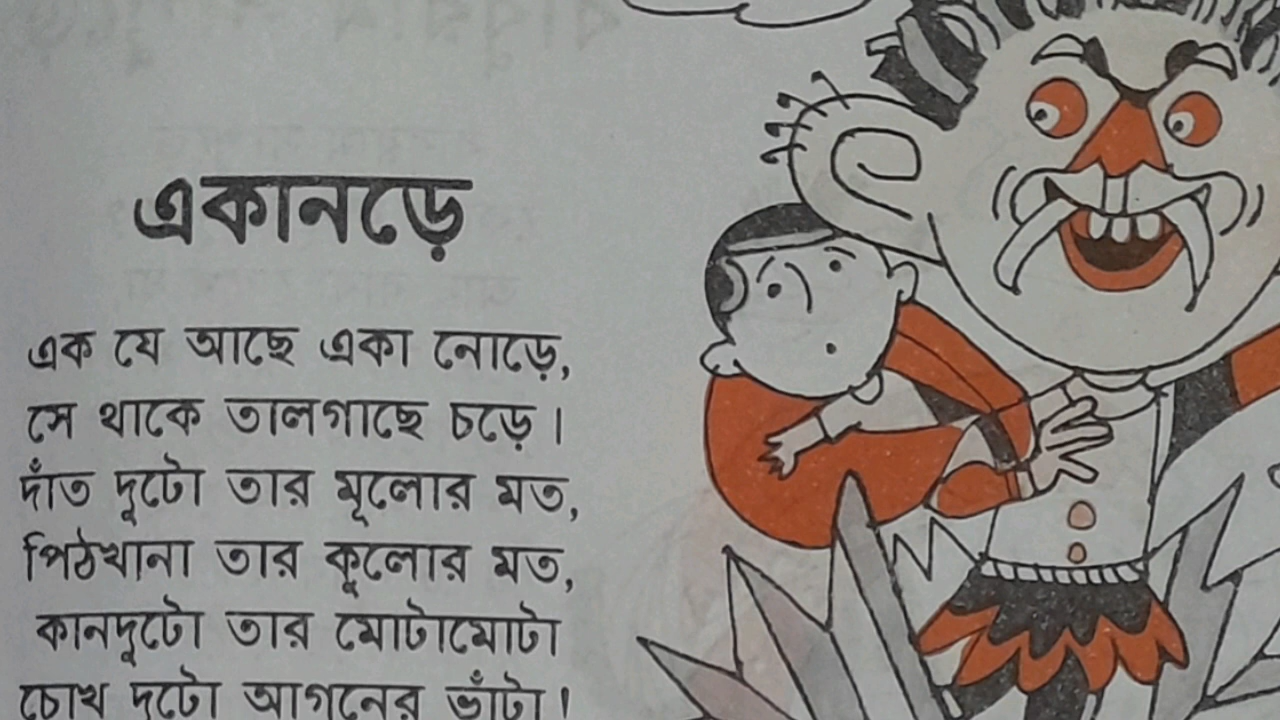 একানড়ে
এক যে আছে একা নোড়ে,
সে থাকে তালগাছে চড়ে।
দাঁত দুটো তার মূলোর মত,
পিঠখানা তার কূলোর মত,
কানদুটো তার মোটামোটা
চোখ দুটো আগুনের ভাঁটা।